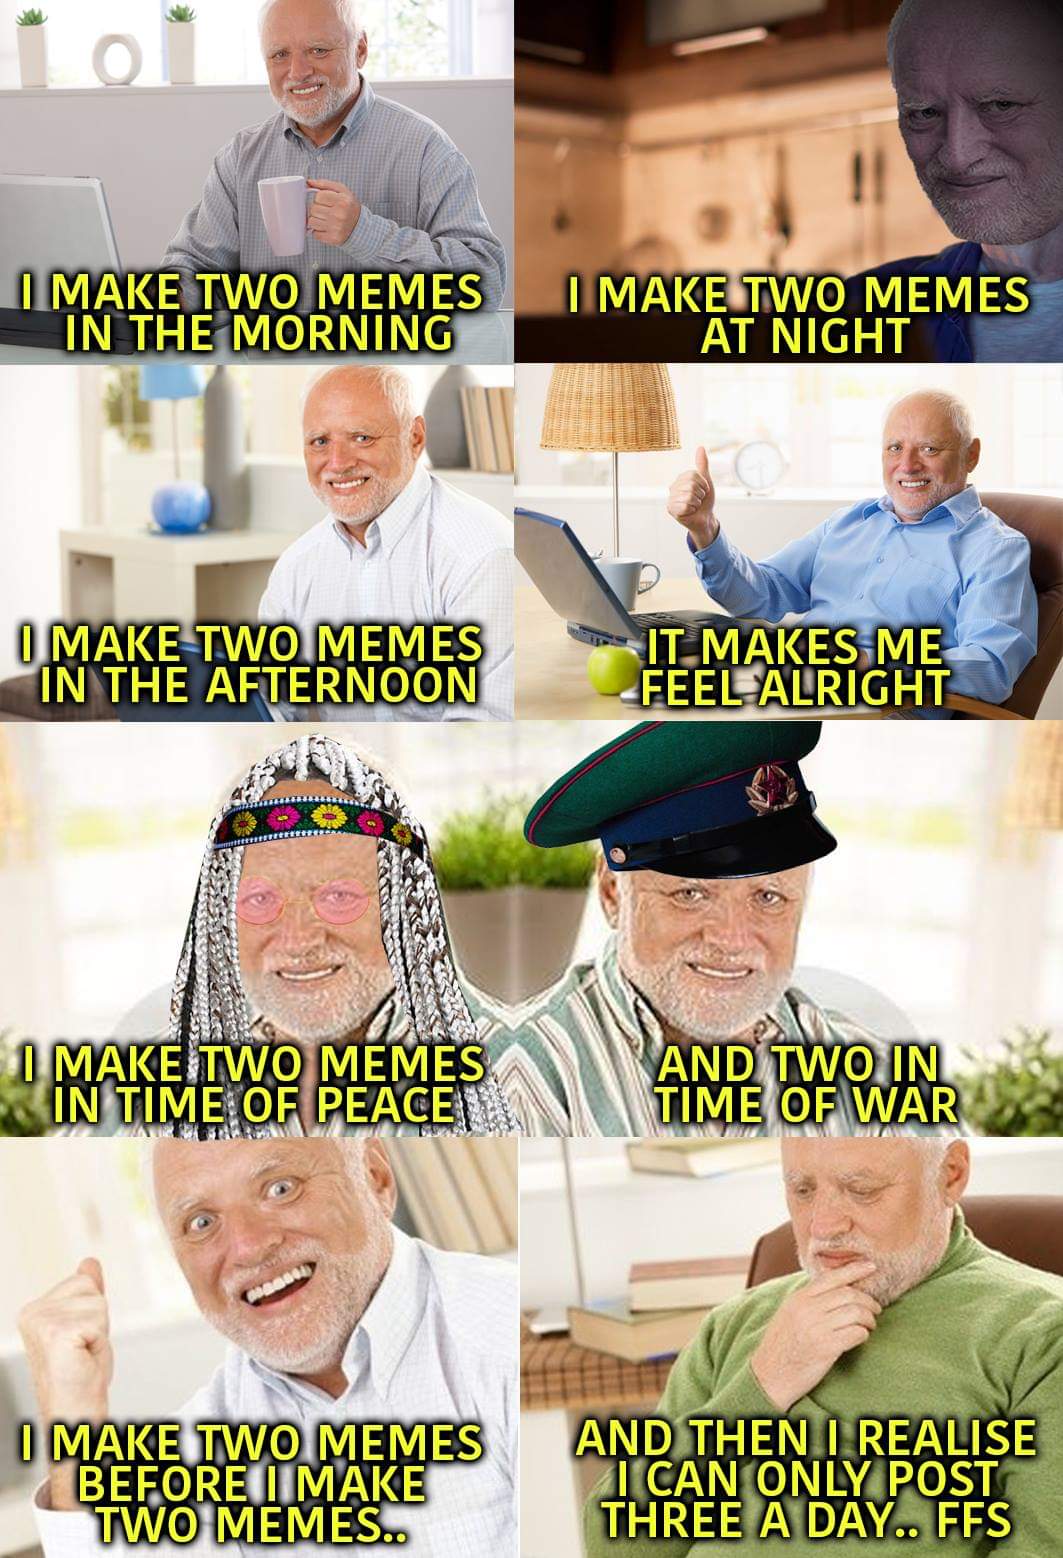 I MAKE TWO MEMES
IN THE MORNING
I MAKE TWO MEMES
AT NIGHT
I MAKE TWO MEMES
IN THE AFTERNOON
IT MAKES ME
FEEL ALRIGHT
I MAKE TWO MEMES
IN TIME OF PEACE
AND TWO IN
TIME OF WAR
I MAKE TWO MEMES
BEFORE I MAKE
TWO MEMES..
AND THEN I REALISE
I CAN ONLY POST
THREE A DAY.. FFS